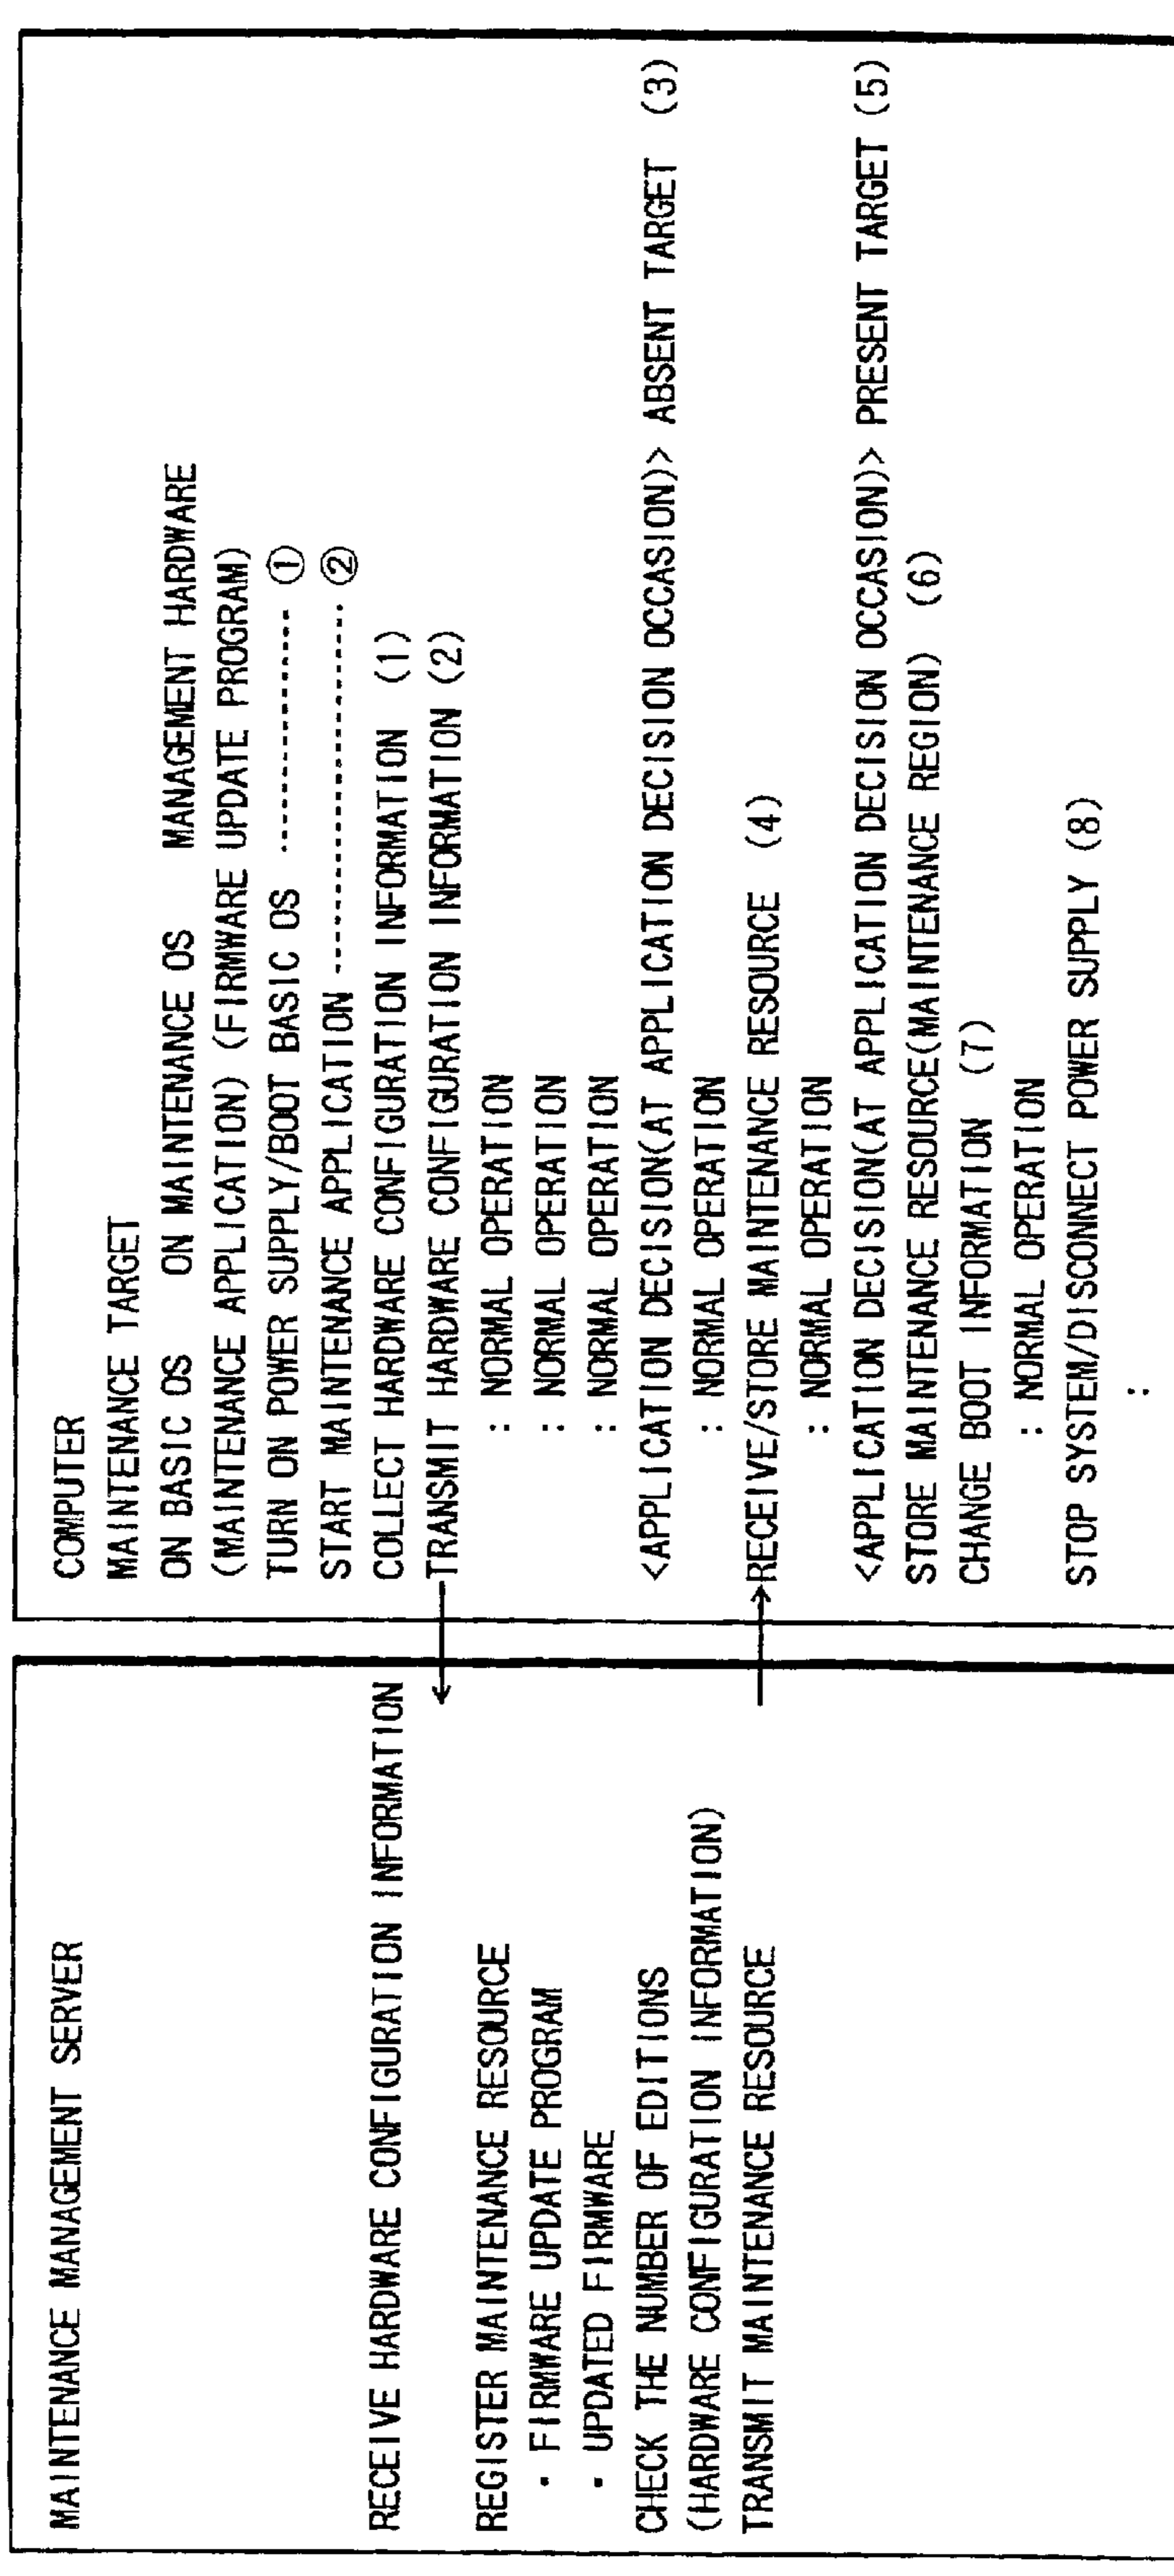 MAINTENANCE MANAGEMENT SERVER
RECEIVE HARDWARE CONFIGURATION INFORMATION
REGISTER MAINTENANCE RESOURCE
· FIRMWARE UPDATE PROGRAM
· UPDATED FIRMWARE
CHECK THE NUMBER OF EDITIONS
(HARDWARE CONFIGURATION INFORMATION)
TRANSMIT MAINTENANCE RESOURCE
COMPUTER
MAINTENANCE TARGET
ON BASIC OS ON MAINTENANCE OS MANAGEMENT HARDWARE
(MAINTENANCE APPLICATION) (FIRMWARE UPDATE PROGRAM)
TURN ON POWER SUPPLY/BOOT BASIC OS --------------- ①
START MAINTENANCE APPLICATION ---------------------- ②
COLLECT HARDWARE CONFIGURATION INFORMATION (1)
TRANSMIT HARDWARE CONFIGURATION INFORMATION (2)
: NORMAL OPERATION
: NORMAL OPERATION
: NORMAL OPERATION
<APPLICATION DECISION(AT APPLICATION DECISION OCCASION)> ABSENT TARGET (3)
: NORMAL OPERATION
RECEIVE/STORE MAINTENANCE RESOURCE (4)
: NORMAL OPERATION
<APPLICATION DECISION(AT APPLICATION DECISION OCCASION)> PRESENT TARGET (5)
STORE MAINTENANCE RESOURCE(MAINTENANCE REGION) (6)
CHANGE BOOT INFORMATION (7)
: NORMAL OPERATION
STOP SYSTEM/DISCONNECT POWER SUPPLY (8)
: